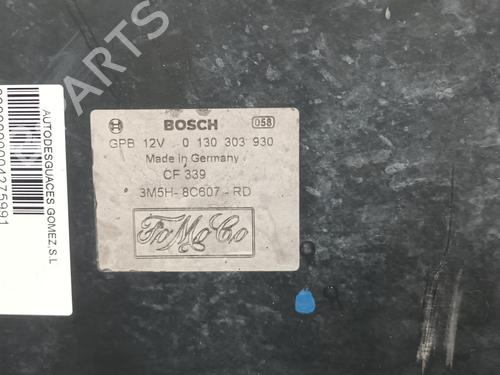 PARTS
AUTODESGUACES GOMEZ,S.L
BOSCH
058
GPB 12V 0 130 303 930
Made in Germany
CF 339
3M5H-8C607-RD
FoMoCo